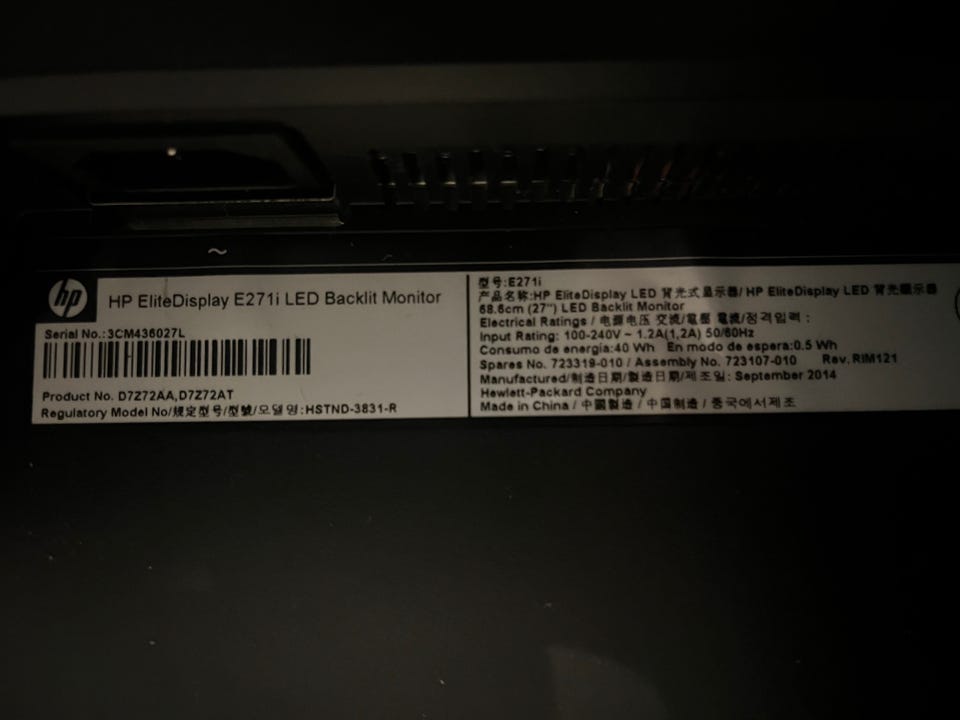 ~
hp
HP EliteDisplay E271i LED Backlit Monitor
Serial No.:3CM436027L
Product No. D7Z72AA,D7Z72AT
Regulatory Model No/规定型号/型號/모델명:HSTND-3831-R
型号:E271i
产品名称:HP EliteDisplay LED 背光式显示器/ HP EliteDisplay LED 背光顯示器
68.6cm (27") LED Backlit Monitor
Electrical Ratings / 电源电压 交流/電壓 電流/정격입력 :
Input Rating: 100-240V ~ 1.2A(1,2A) 50/60Hz
Consumo de energia:40 Wh En modo de espera:0.5 Wh
Spares No. 723319-010 / Assembly No. 723107-010 Rev.RIM121
Manufactured/制造日期/製造日期/제조일: September 2014
Hewlett-Packard Company
Made in China / 中國製造 / 中国制造 / 중국에서제조